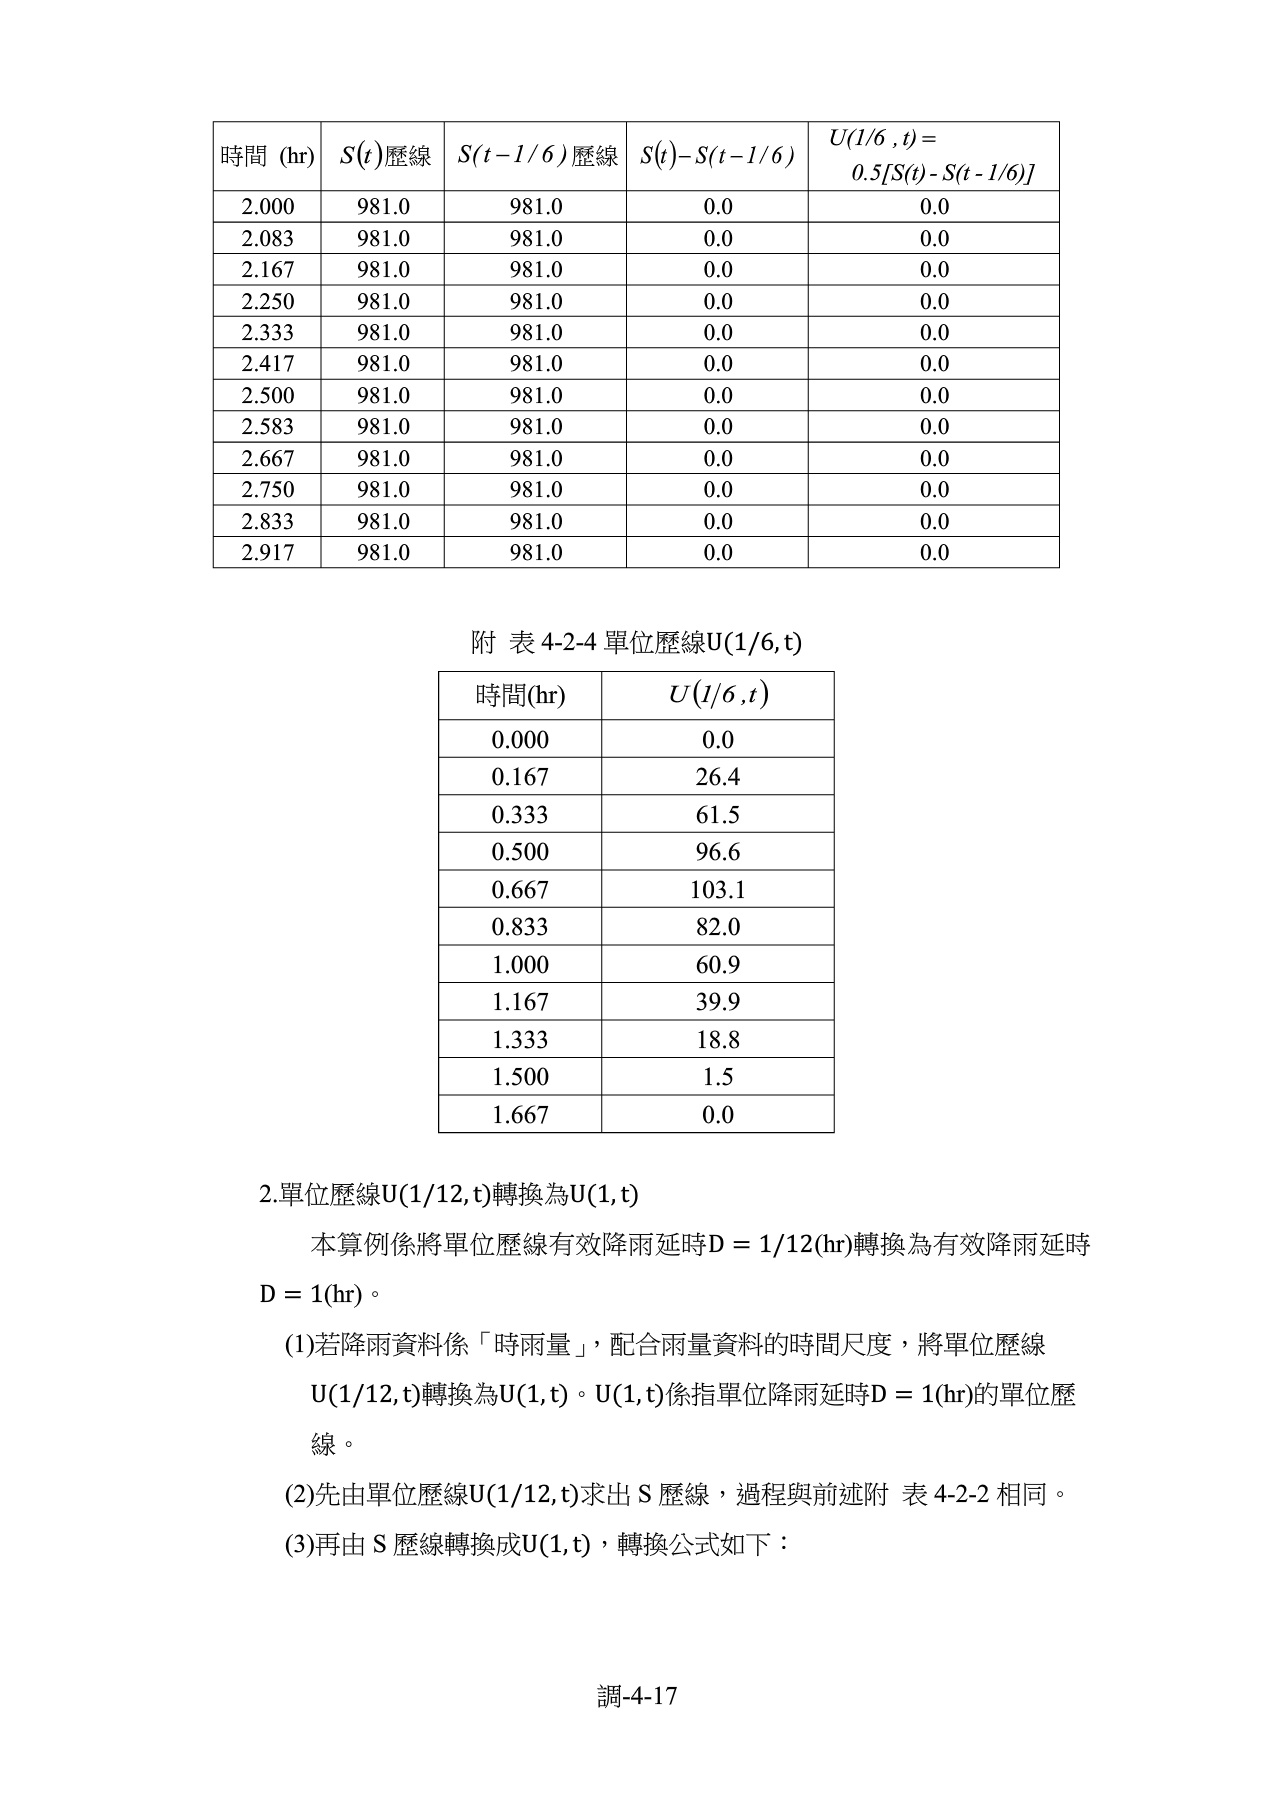 時間 (hr) S(t)歷線 S(t−1/6)歷線 S(t)−S(t−1/6) U(1/6 , t) = 0.5[S(t) - S(t - 1/6)]
2.000 981.0 981.0 0.0 0.0
2.083 981.0 981.0 0.0 0.0
2.167 981.0 981.0 0.0 0.0
2.250 981.0 981.0 0.0 0.0
2.333 981.0 981.0 0.0 0.0
2.417 981.0 981.0 0.0 0.0
2.500 981.0 981.0 0.0 0.0
2.583 981.0 981.0 0.0 0.0
2.667 981.0 981.0 0.0 0.0
2.750 981.0 981.0 0.0 0.0
2.833 981.0 981.0 0.0 0.0
2.917 981.0 981.0 0.0 0.0
附 表 4-2-4 單位歷線U(1/6, t)
時間(hr) U(1/6 ,t)
0.000 0.0
0.167 26.4
0.333 61.5
0.500 96.6
0.667 103.1
0.833 82.0
1.000 60.9
1.167 39.9
1.333 18.8
1.500 1.5
1.667 0.0
2.單位歷線U(1/12, t)轉換為U(1, t)
本算例係將單位歷線有效降雨延時D = 1/12(hr)轉換為有效降雨延時
D = 1(hr)。
(1)若降雨資料係「時雨量」，配合雨量資料的時間尺度，將單位歷線
U(1/12, t)轉換為U(1, t)。U(1, t)係指單位降雨延時D = 1(hr)的單位歷
線。
(2)先由單位歷線U(1/12, t)求出 S 歷線，過程與前述附 表 4-2-2 相同。
(3)再由 S 歷線轉換成U(1, t)，轉換公式如下：
調-4-17